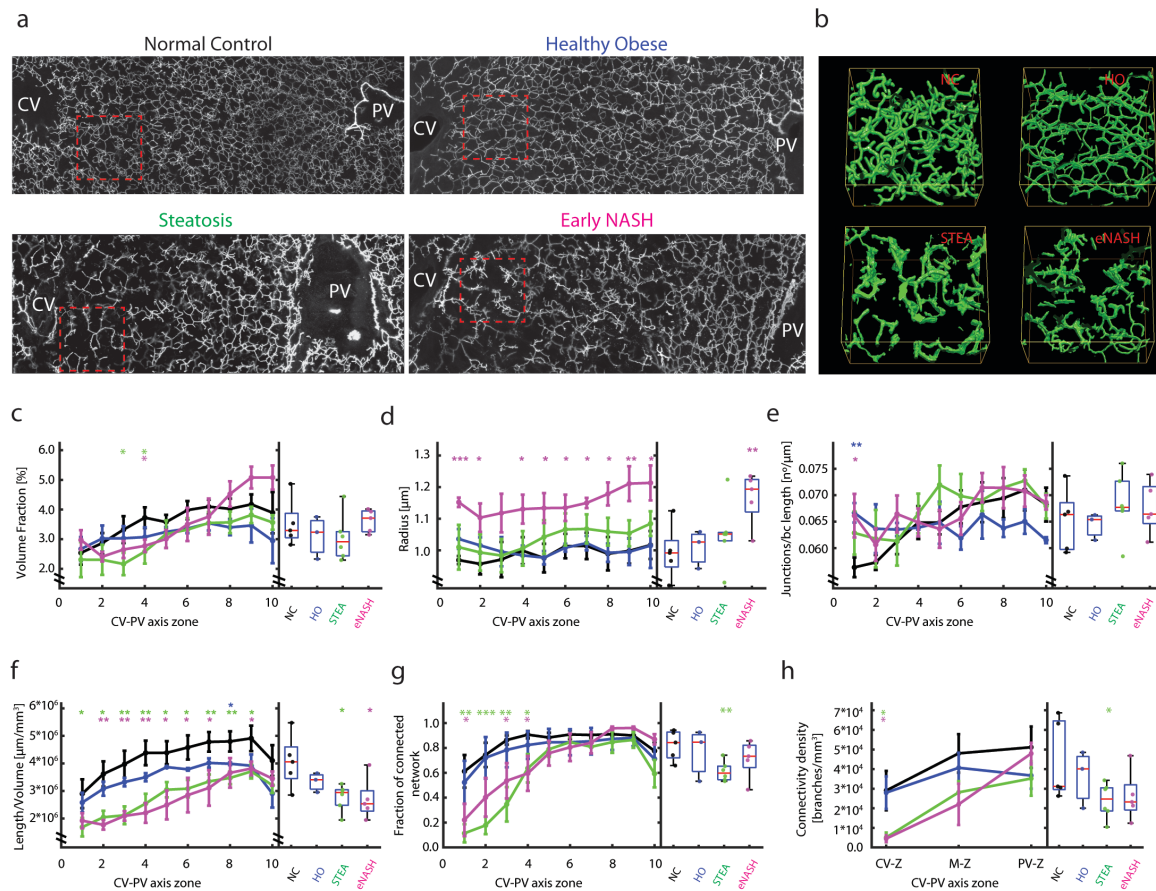 a
b
Normal Control
Healthy Obese
CV
PV
CV
PV
NC
HO
Steatosis
Early NASH
CV
PV
CV
PV
STEA
eNASH
c
d
e
Volume Fraction [%]
6.0
5.0
4.0
3.0
2.0
*
*
*
0 2 4 6 8 10
CV-PV axis zone
NC
HO
STEA
eNASH
Radius [µm]
1.3
1.2
1.1
1.0
*** * * * * * * ** *
**
0 2 4 6 8 10
CV-PV axis zone
NC
HO
STEA
eNASH
Junctions/bc length [nº/µm]
0.075
0.070
0.065
0.060
**
*
0 2 4 6 8 10
CV-PV axis zone
NC
HO
STEA
eNASH
f
g
h
Length/Volume [µm/mm³]
6*10⁶
5*10⁶
4*10⁶
3*10⁶
2*10⁶
*
* * ** ** * ** * ** *
** ** ** * * * *
* *
0 2 4 6 8 10
CV-PV axis zone
NC
HO
STEA
eNASH
Fraction of connected
network
1.0
0.8
0.6
0.4
0.2
0.0
** *** ** *
* * *
**
0 2 4 6 8 10
CV-PV axis zone
NC
HO
STEA
eNASH
Connectivity density
[branches/mm³]
7*10⁴
6*10⁴
5*10⁴
4*10⁴
3*10⁴
2*10⁴
1*10⁴
0
*
*
*
CV-Z M-Z PV-Z
CV-PV axis zone
NC
HO
STEA
eNASH